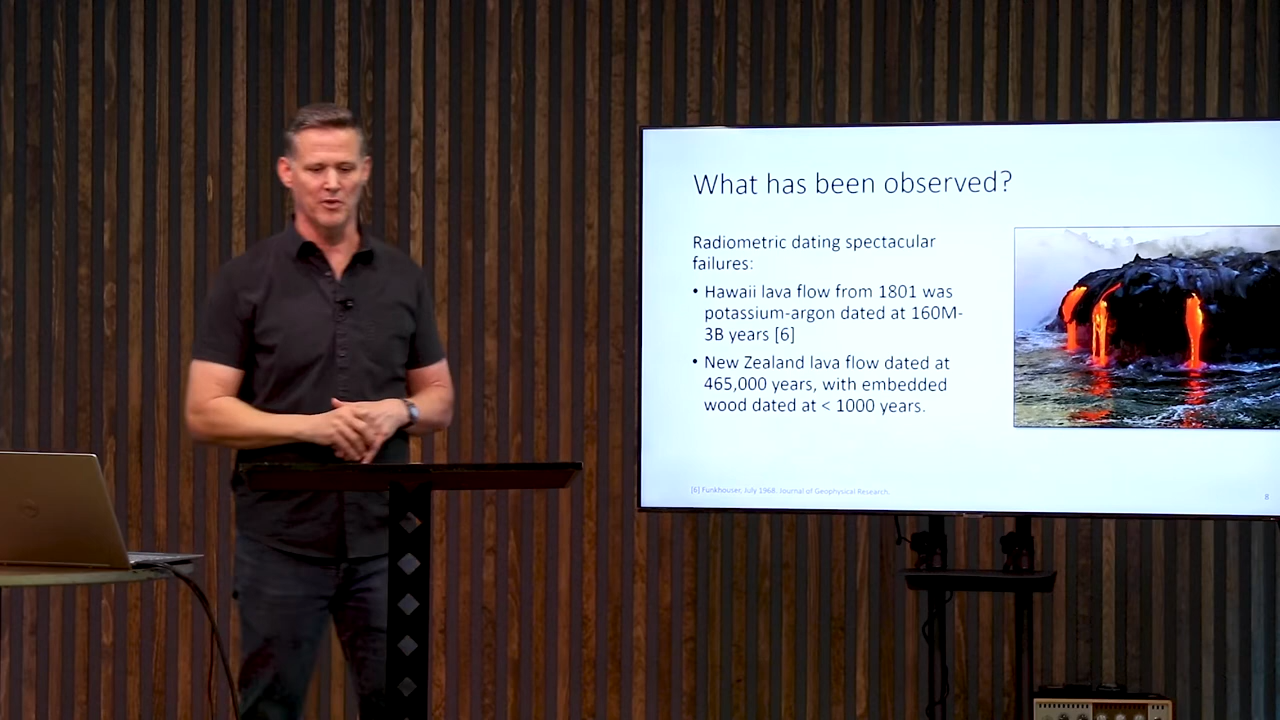 What has been observed?
Radiometric dating spectacular
failures:
• Hawaii lava flow from 1801 was
potassium-argon dated at 160M-
3B years [6]
• New Zealand lava flow dated at
465,000 years, with embedded
wood dated at < 1000 years.
[6] Funkhouser, July 1968. Journal of Geophysical Research.
8